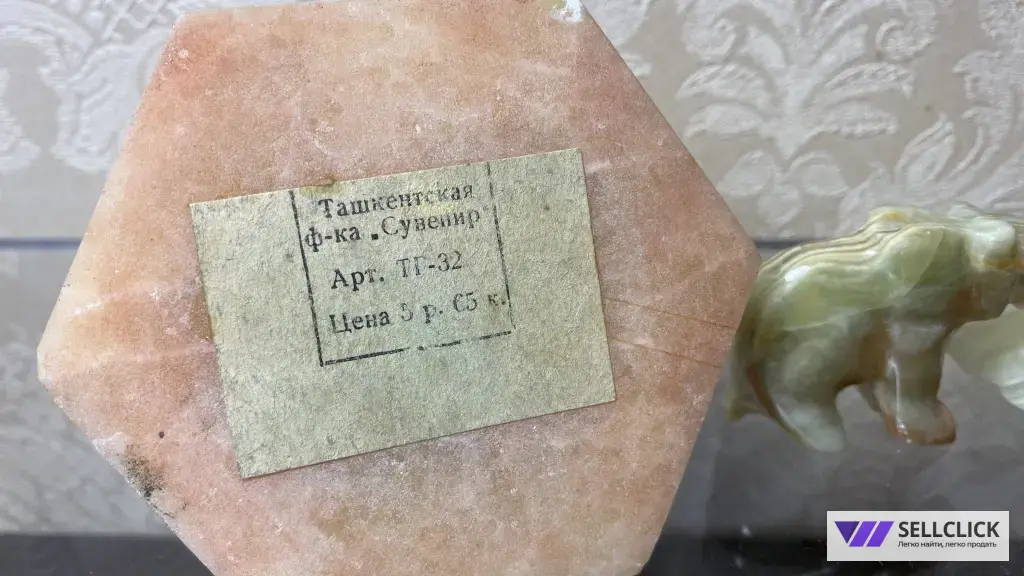 Ташкентская
ф-ка „Сувенир
Арт. ТГ-32
Цена 5 р. 65 к.
SELLCLICK
Легко найти, легко продать